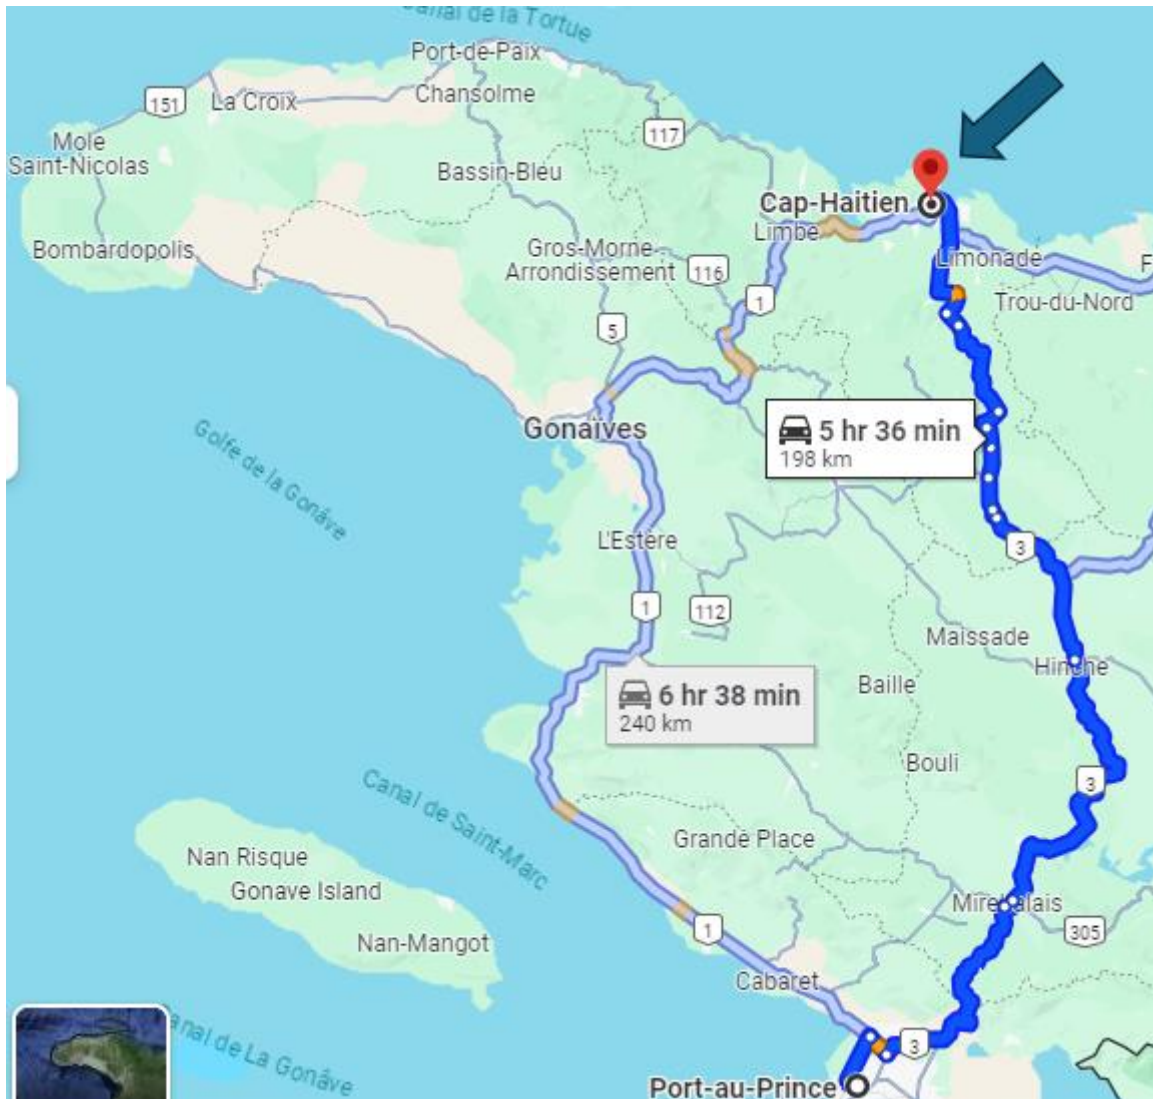 Canal de la Tortue
Port-de-Paix
151
La Croix
Chansolme
117
Mole
Saint-Nicolas
Bassin-Bleu
Cap-Haitien
Limbe
Bombardopolis
Gros-Morne
Arrondissement
116
Limonade
F
1
Trou-du-Nord
5
Gonaïves
5 hr 36 min
198 km
Golfe de la Gonâve
L'Estère
3
1
112
Maissade
Hinche
6 hr 38 min
240 km
Baille
Bouli
3
Canal de Saint-Marc
Grande Place
Nan Risque
Gonave Island
Mirebalais
305
Nan-Mangot
1
Cabaret
3
Canal de La Gonâve
Port-au-Prince